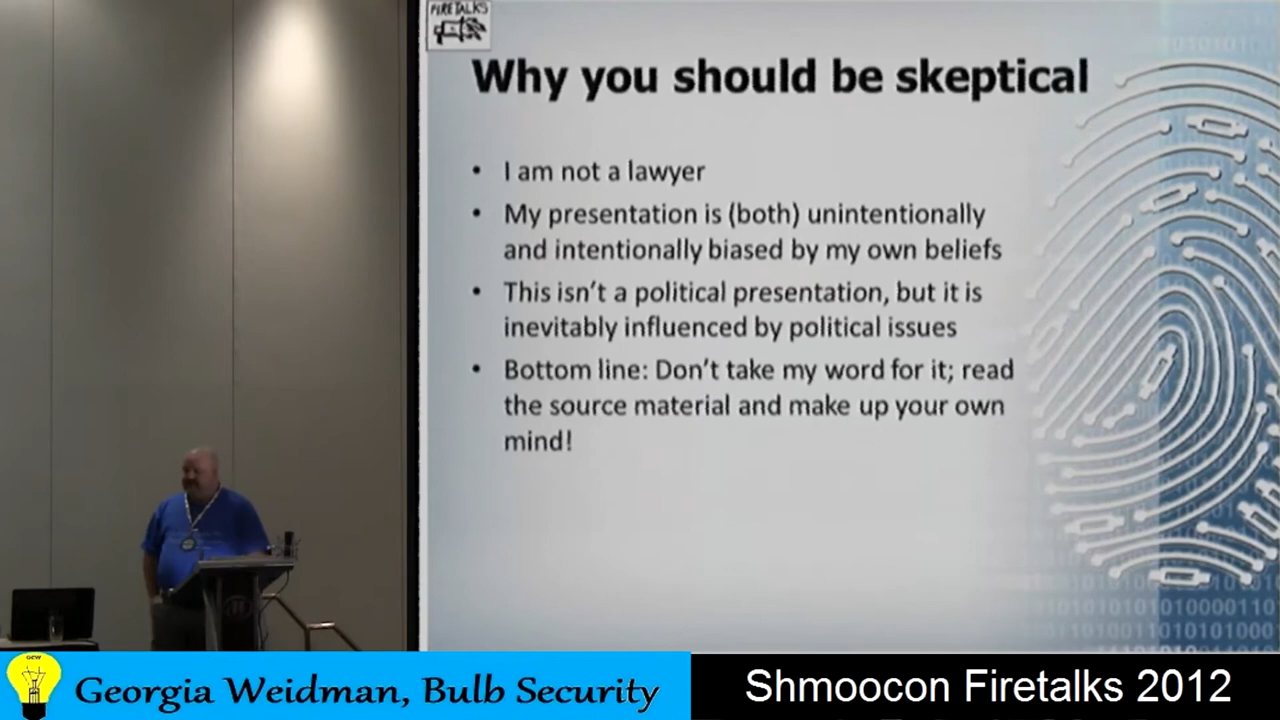 FIRETALKS
Why you should be skeptical
• I am not a lawyer
• My presentation is (both) unintentionally
and intentionally biased by my own beliefs
• This isn't a political presentation, but it is
inevitably influenced by political issues
• Bottom line: Don't take my word for it; read
the source material and make up your own
mind!
GCW
Georgia Weidman, Bulb Security
Shmoocon Firetalks 2012